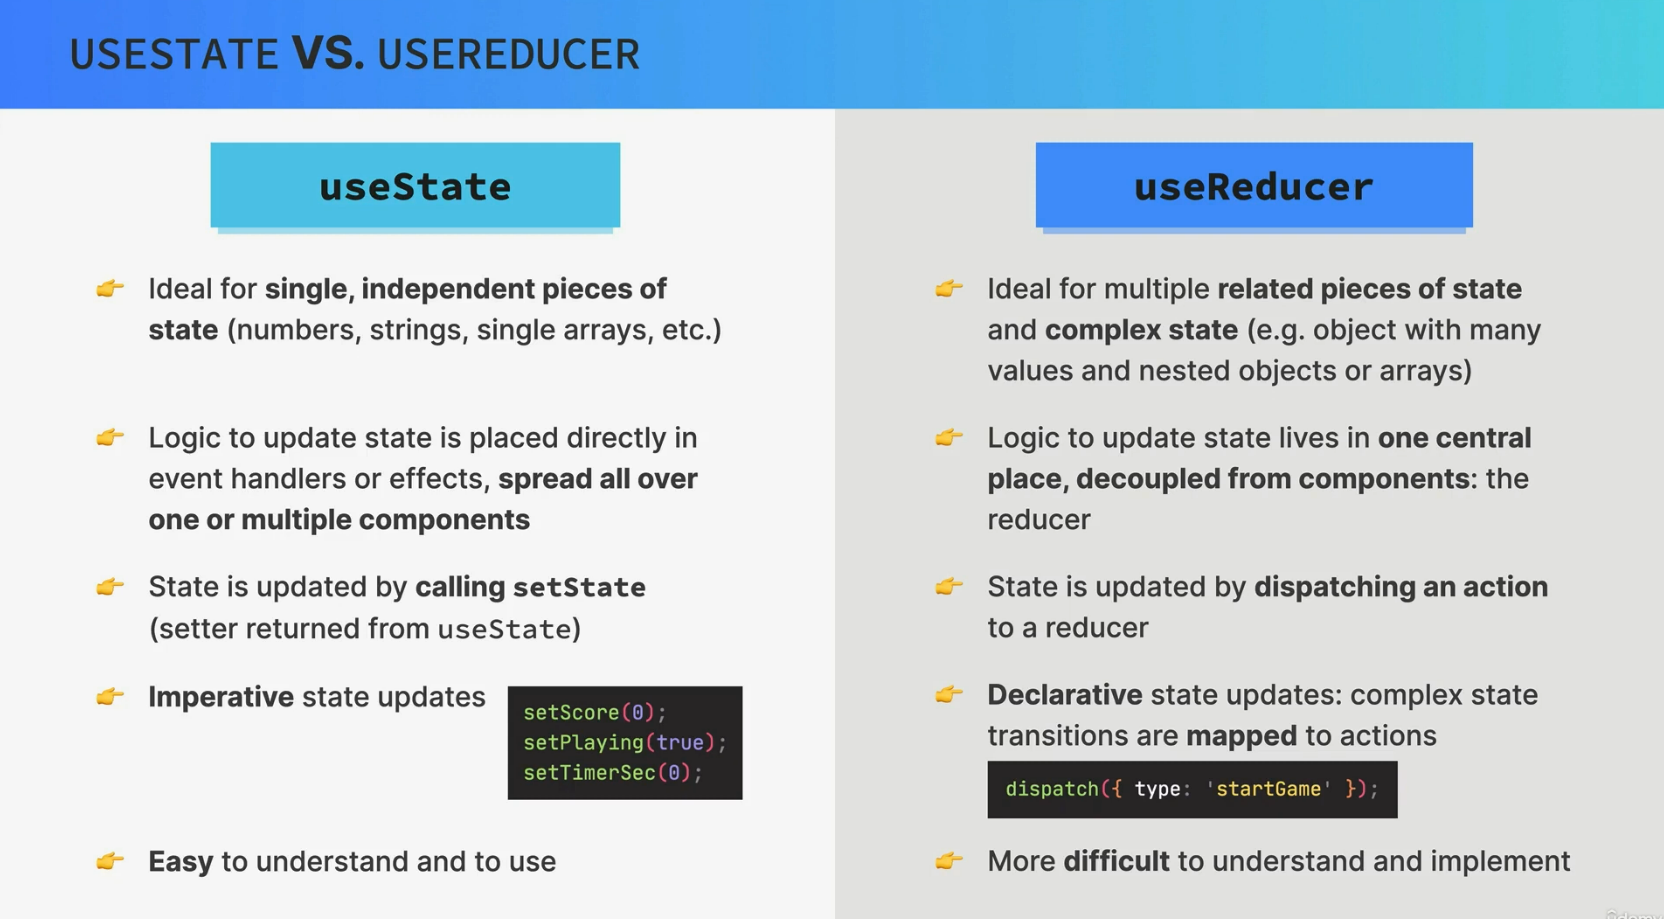 USESTATE VS. USEREDUCER
useState
Ideal for single, independent pieces of
state (numbers, strings, single arrays, etc.)
Logic to update state is placed directly in
event handlers or effects, spread all over
one or multiple components
State is updated by calling setState
(setter returned from useState)
Imperative state updates
setScore(0);
setPlaying(true);
setTimerSec(0);
Easy to understand and to use
useReducer
Ideal for multiple related pieces of state
and complex state (e.g. object with many
values and nested objects or arrays)
Logic to update state lives in one central
place, decoupled from components: the
reducer
State is updated by dispatching an action
to a reducer
Declarative state updates: complex state
transitions are mapped to actions
dispatch({ type: 'startGame' });
More difficult to understand and implement